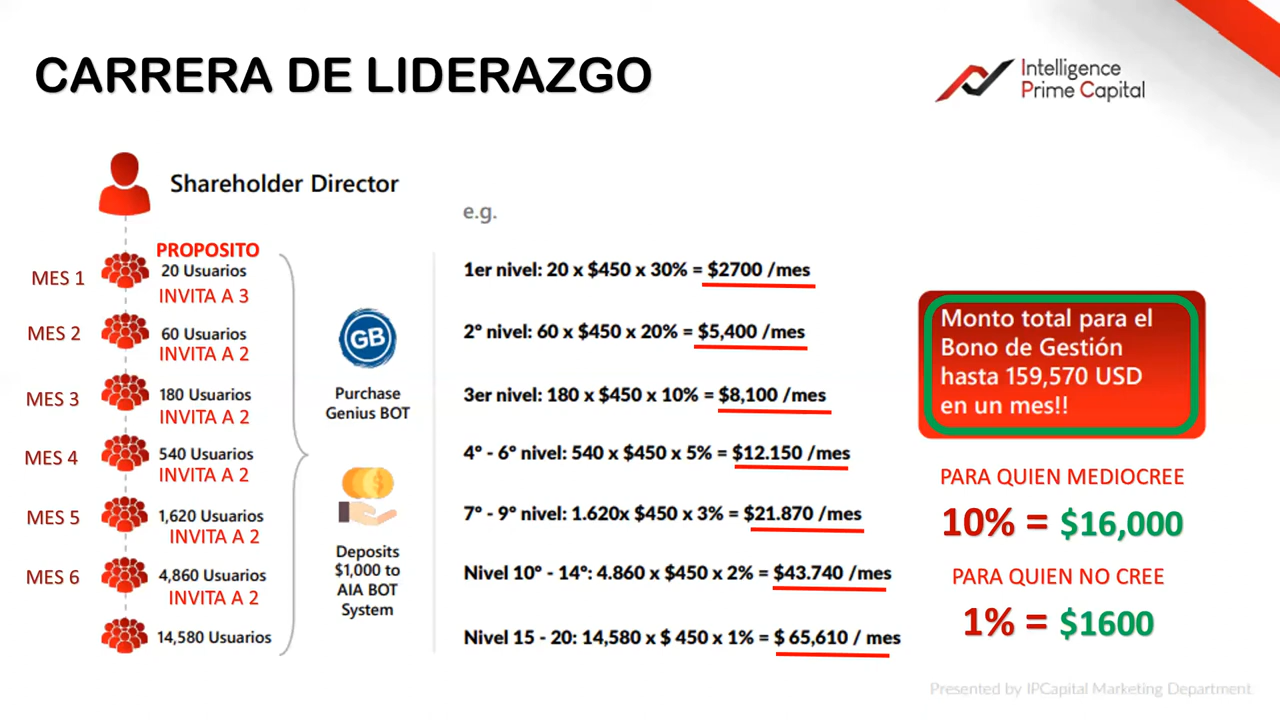 CARRERA DE LIDERAZGO
Intelligence
Prime Capital
Shareholder Director
e.g.
PROPOSITO
MES 1
20 Usuarios
INVITA A 3
1er nivel: 20 x $450 x 30% = $2700 /mes
MES 2
60 Usuarios
INVITA A 2
2º nivel: 60 x $450 x 20% = $5,400 /mes
MES 3
180 Usuarios
INVITA A 2
3er nivel: 180 x $450 x 10% = $8,100 /mes
MES 4
540 Usuarios
INVITA A 2
4º - 6º nivel: 540 x $450 x 5% = $12.150 /mes
MES 5
1,620 Usuarios
INVITA A 2
7º - 9º nivel: 1.620x $450 x 3% = $21.870 /mes
MES 6
4,860 Usuarios
INVITA A 2
Nivel 10º - 14º: 4.860 x $450 x 2% = $43.740 /mes
14,580 Usuarios
Nivel 15 - 20: 14,580 x $ 450 x 1% = $ 65,610 / mes
GB
Purchase
Genius BOT
Deposits
$1,000 to
AIA BOT
System
Monto total para el
Bono de Gestión
hasta 159,570 USD
en un mes!!
PARA QUIEN MEDIOCREE
10% = $16,000
PARA QUIEN NO CREE
1% = $1600
Presented by IPCapital Marketing Department